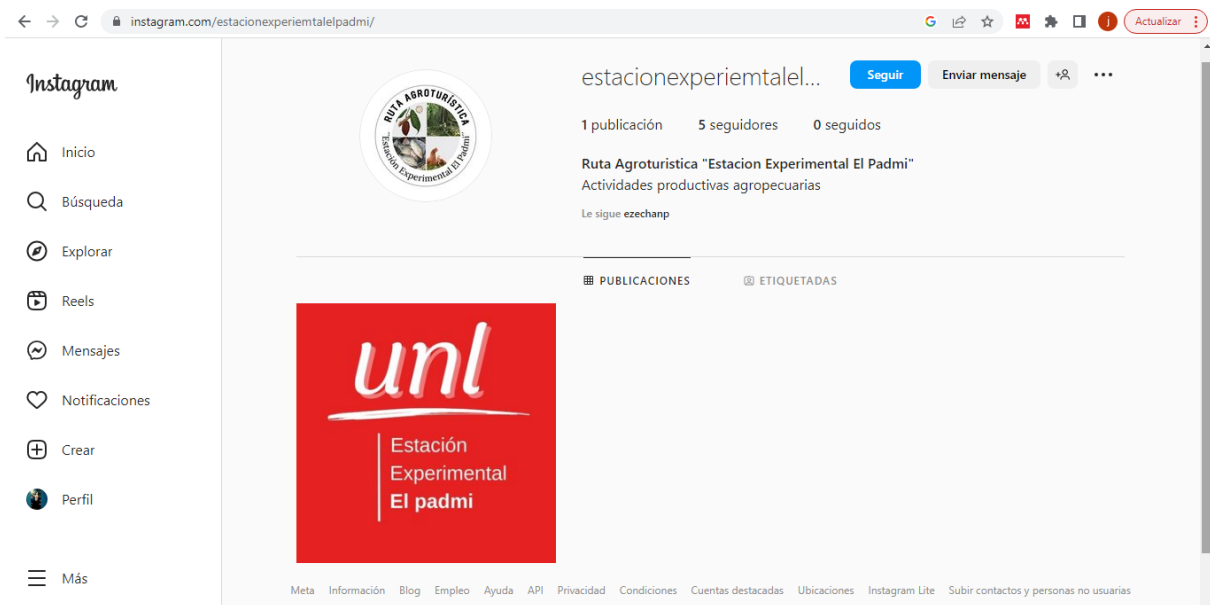 instagram.com/estacionexperiemtalelpadmi/
Actualizar
Instagram
Inicio
Búsqueda
Explorar
Reels
Mensajes
Notificaciones
Crear
Perfil
Más
RUTA AGROTURÍSTICA
"Estación Experimental El Padmi"
estacionexperiemtalel...
Seguir
Enviar mensaje
1 publicación 5 seguidores 0 seguidos
Ruta Agroturistica "Estacion Experimental El Padmi"
Actividades productivas agropecuarias
Le sigue ezechanp
PUBLICACIONES ETIQUETADAS
unl
Estación
Experimental
El padmi
Meta Información Blog Empleo Ayuda API Privacidad Condiciones Cuentas destacadas Ubicaciones Instagram Lite Subir contactos y personas no usuarias